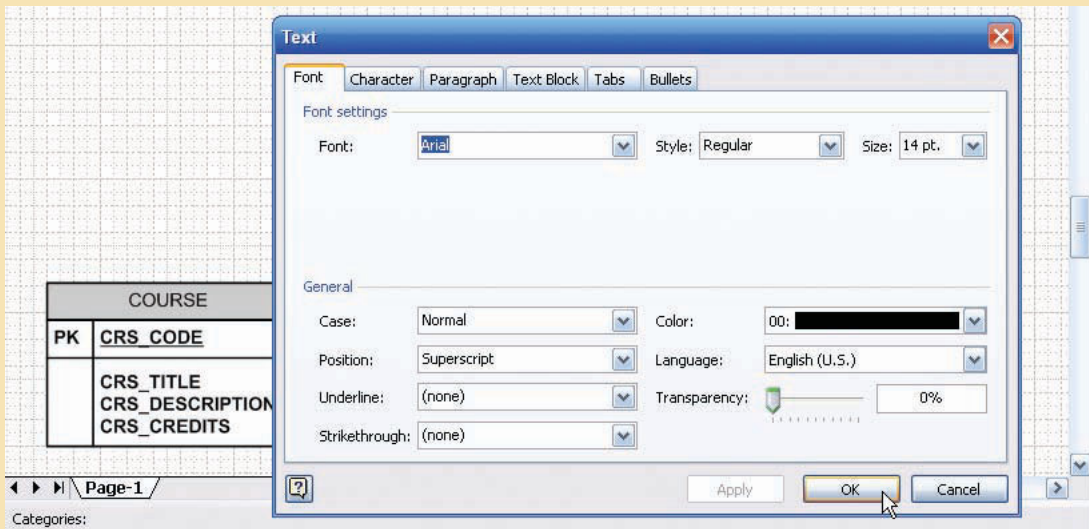 Text
Font Character Paragraph Text Block Tabs Bullets
Font settings
Font: Arial Style: Regular Size: 14 pt.
General
Case: Normal Color: 00:
Position: Superscript Language: English (U.S.)
Underline: (none) Transparency: 0%
Strikethrough: (none)
Apply OK Cancel
COURSE
PK CRS_CODE
CRS_TITLE
CRS_DESCRIPTION
CRS_CREDITS
Page-1
Categories: